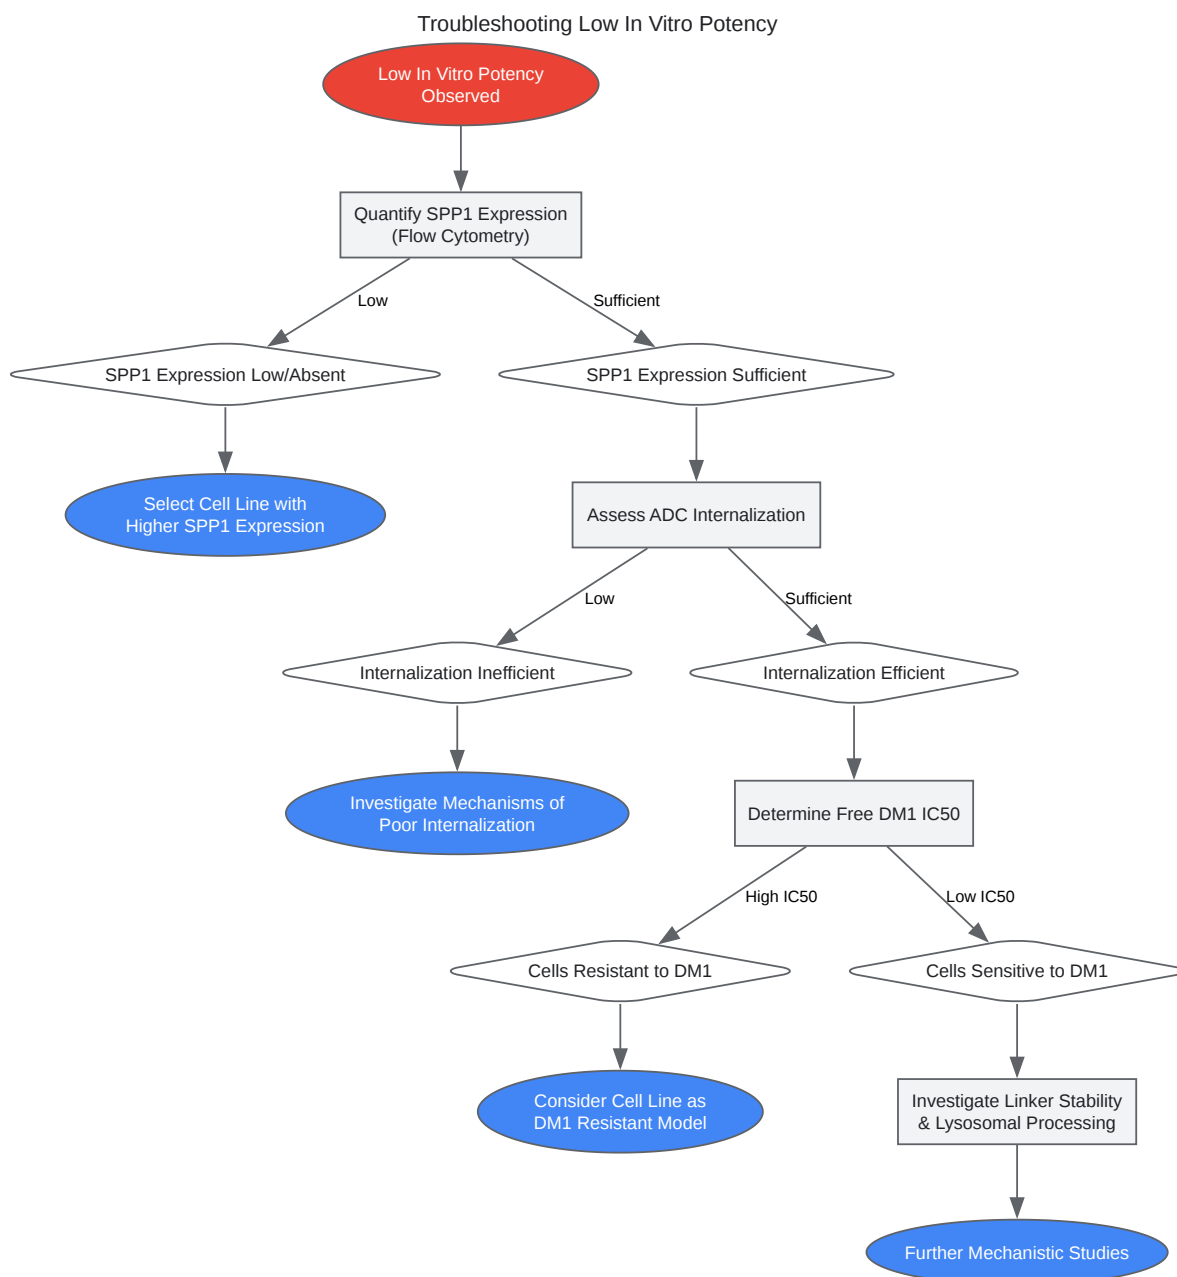 Troubleshooting Low In Vitro Potency
Low In Vitro Potency
Observed
Quantify SPP1 Expression
(Flow Cytometry)
Low
Sufficient
SPP1 Expression Low/Absent
SPP1 Expression Sufficient
Select Cell Line with
Higher SPP1 Expression
Assess ADC Internalization
Low
Sufficient
Internalization Inefficient
Internalization Efficient
Investigate Mechanisms of
Poor Internalization
Determine Free DM1 IC50
High IC50
Low IC50
Cells Resistant to DM1
Cells Sensitive to DM1
Consider Cell Line as
DM1 Resistant Model
Investigate Linker Stability
& Lysosomal Processing
Further Mechanistic Studies